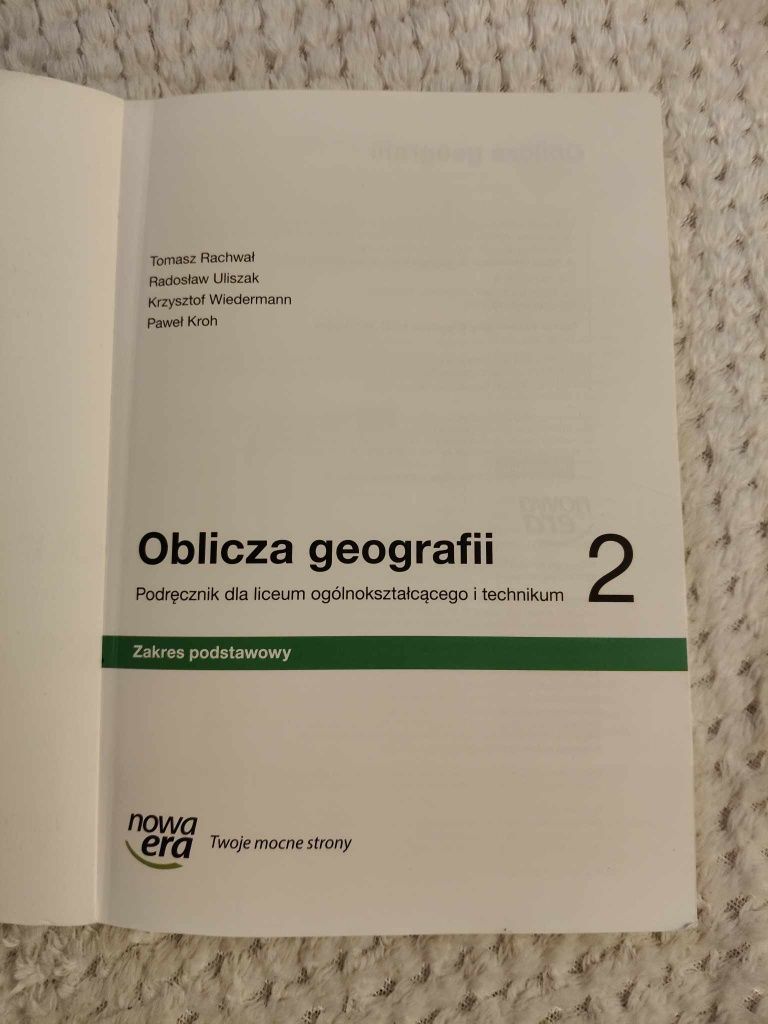 Tomasz Rachwał
Radosław Uliszak
Krzysztof Wiedermann
Paweł Kroh
Oblicza geografii 2
Podręcznik dla liceum ogólnokształcącego i technikum
Zakres podstawowy
nowa
era
Twoje mocne strony